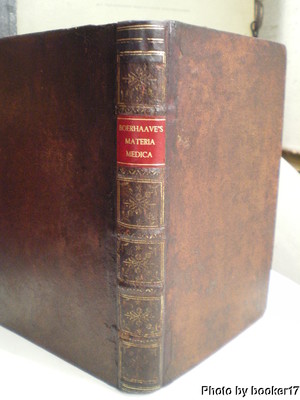 BOERHAAVE'S
MATERIA
MEDICA
Photo by booker17